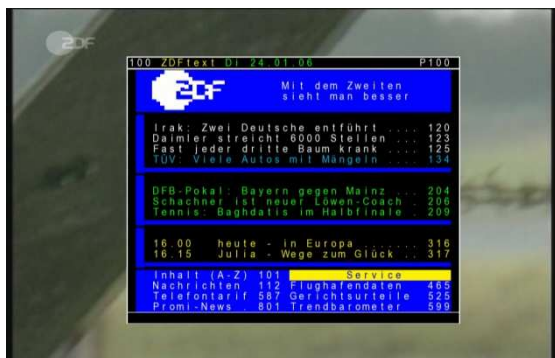 ZDF
100 ZDFtext Di 24.01.06 P100
ZDF
Mit dem Zweiten
sieht man besser
Irak: Zwei Deutsche entführt .... 120
Daimler streicht 6000 Stellen ... 123
Fast jeder dritte Baum krank .... 125
TÜV: Viele Autos mit Mängeln .... 134
DFB-Pokal: Bayern gegen Mainz ... 204
Schachner ist neuer Löwen-Coach . 206
Tennis: Baghdatis im Halbfinale . 209
16.00 heute - in Europa ....... 316
16.15 Julia - Wege zum Glück .. 317
Inhalt (A-Z) 101 Service
Nachrichten 112 Flughafendaten 465
Telefontarif 587 Gerichtsurteile 525
Promi-News . 801 Trendbarometer 599